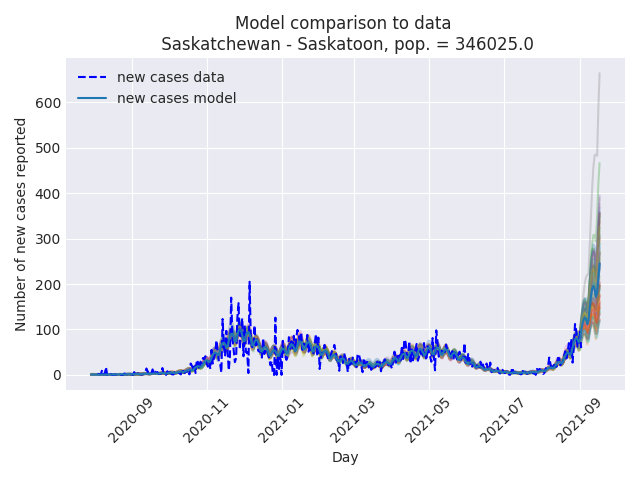 Model comparison to data
Saskatchewan - Saskatoon, pop. = 346025.0
new cases data
new cases model
Number of new cases reported
600
500
400
300
200
100
0
2020-09
2020-11
2021-01
2021-03
2021-05
2021-07
2021-09
Day